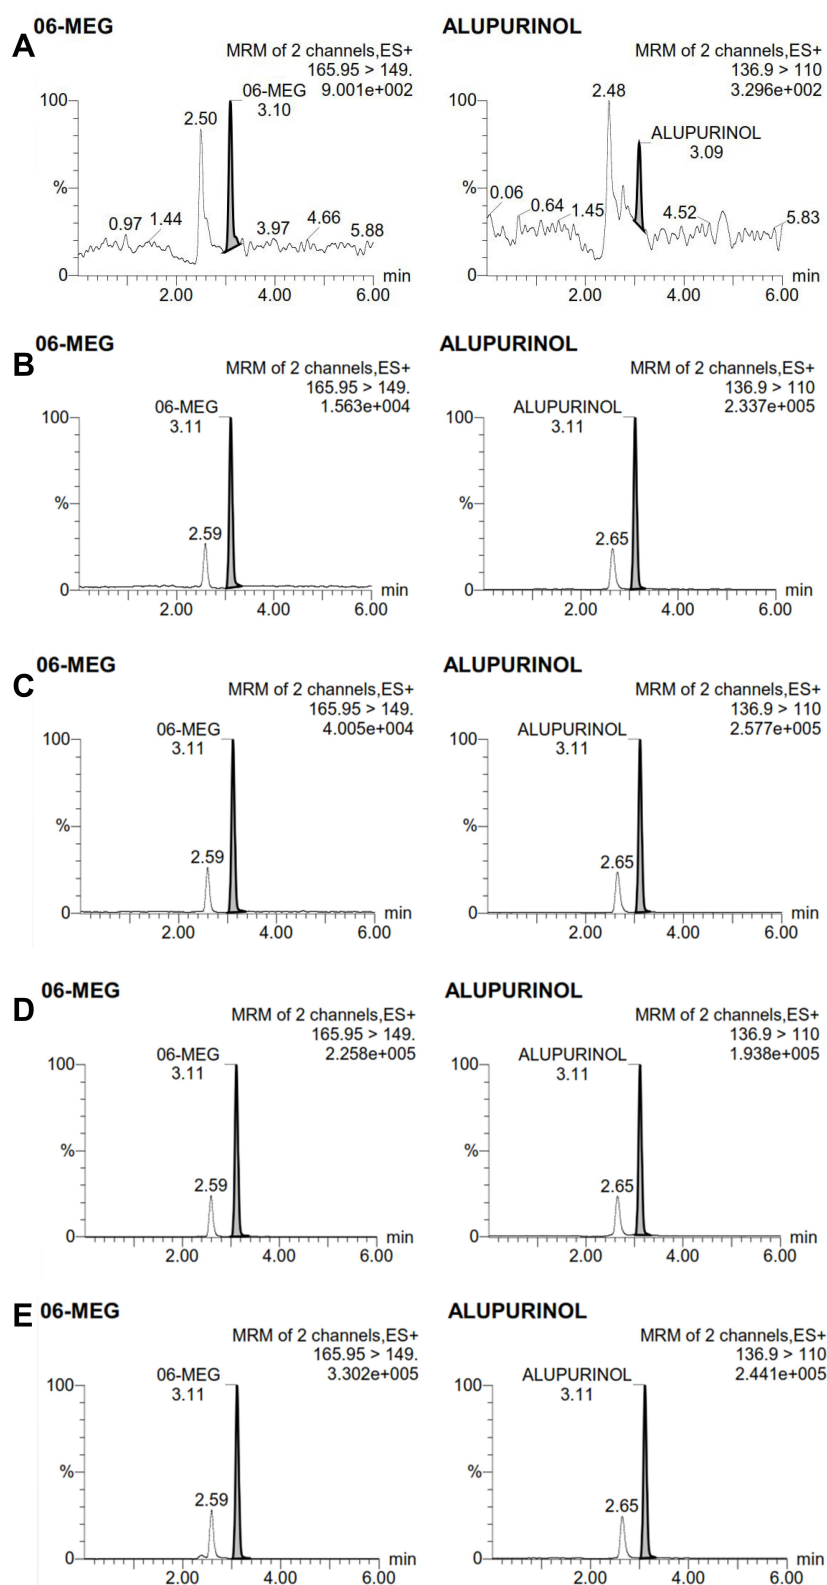 A
06-MEG
MRM of 2 channels,ES+
165.95 > 149.
06-MEG 9.001e+002
3.10
100
2.50
%
0.97
1.44
3.97
4.66
5.88
0
min
2.00 4.00 6.00
ALUPURINOL
MRM of 2 channels,ES+
136.9 > 110
3.296e+002
100
2.48
ALUPURINOL
3.09
%
0.06
0.64
1.45
4.52
5.83
0
min
2.00 4.00 6.00
B
06-MEG
MRM of 2 channels,ES+
165.95 > 149.
1.563e+004
06-MEG
3.11
100
%
2.59
0
min
2.00 4.00 6.00
ALUPURINOL
MRM of 2 channels,ES+
136.9 > 110
2.337e+005
ALUPURINOL
3.11
100
%
2.65
0
min
2.00 4.00 6.00
C
06-MEG
MRM of 2 channels,ES+
165.95 > 149.
4.005e+004
06-MEG
3.11
100
%
2.59
0
min
2.00 4.00 6.00
ALUPURINOL
MRM of 2 channels,ES+
136.9 > 110
2.577e+005
ALUPURINOL
3.11
100
%
2.65
0
min
2.00 4.00 6.00
D
06-MEG
MRM of 2 channels,ES+
165.95 > 149.
2.258e+005
06-MEG
3.11
100
%
2.59
0
min
2.00 4.00 6.00
ALUPURINOL
MRM of 2 channels,ES+
136.9 > 110
1.938e+005
ALUPURINOL
3.11
100
%
2.65
0
min
2.00 4.00 6.00
E
06-MEG
MRM of 2 channels,ES+
165.95 > 149.
3.302e+005
06-MEG
3.11
100
%
2.59
0
min
2.00 4.00 6.00
ALUPURINOL
MRM of 2 channels,ES+
136.9 > 110
2.441e+005
ALUPURINOL
3.11
100
%
2.65
0
min
2.00 4.00 6.00